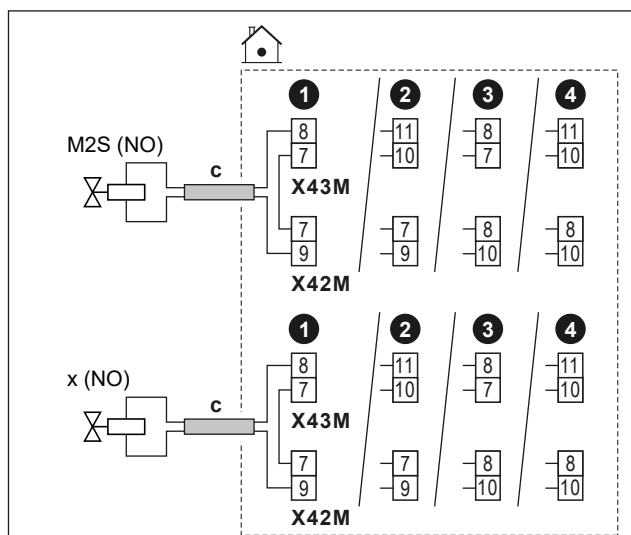 1 2 3 4
M2S (NO)
8 11 8 11
7 10 7 10
c
X43M
7 7 8 8
9 9 10 10
X42M
1 2 3 4
x (NO)
8 11 8 11
7 10 7 10
c
X43M
7 7 8 8
9 9 10 10
X42M